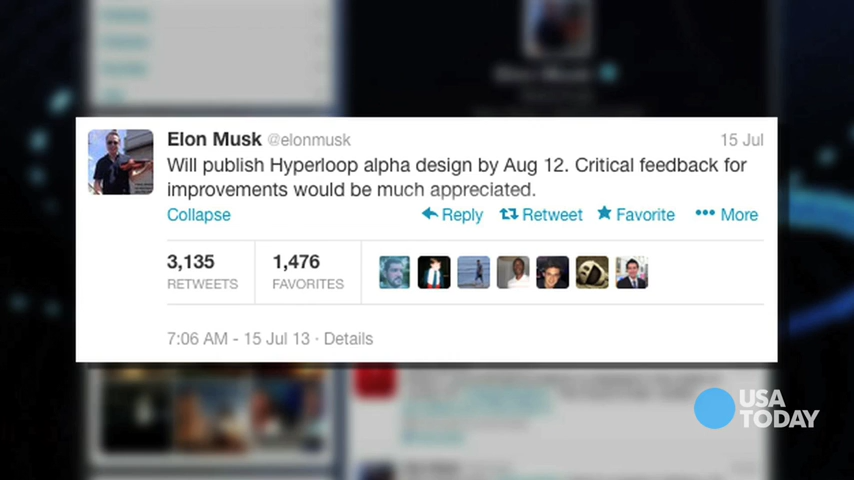 Elon Musk @elonmusk 15 Jul
Will publish Hyperloop alpha design by Aug 12. Critical feedback for
improvements would be much appreciated.
Collapse Reply Retweet Favorite More
3,135 1,476
RETWEETS FAVORITES
7:06 AM - 15 Jul 13 · Details
USA
TODAY